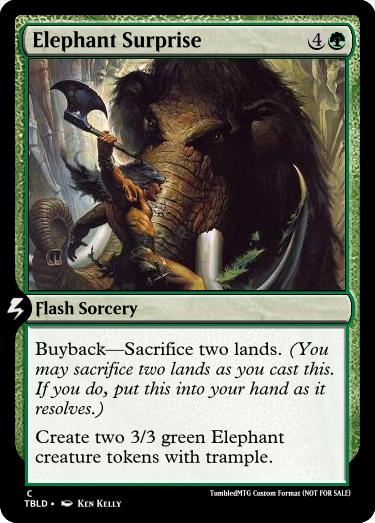 Elephant Surprise 4
Flash Sorcery
Buyback—Sacrifice two lands. (You
may sacrifice two lands as you cast this.
If you do, put this into your hand as it
resolves.)
Create two 3/3 green Elephant
creature tokens with trample.
C
TBLD • Ken Kelly
TumbledMTG Custom Format (NOT FOR SALE)